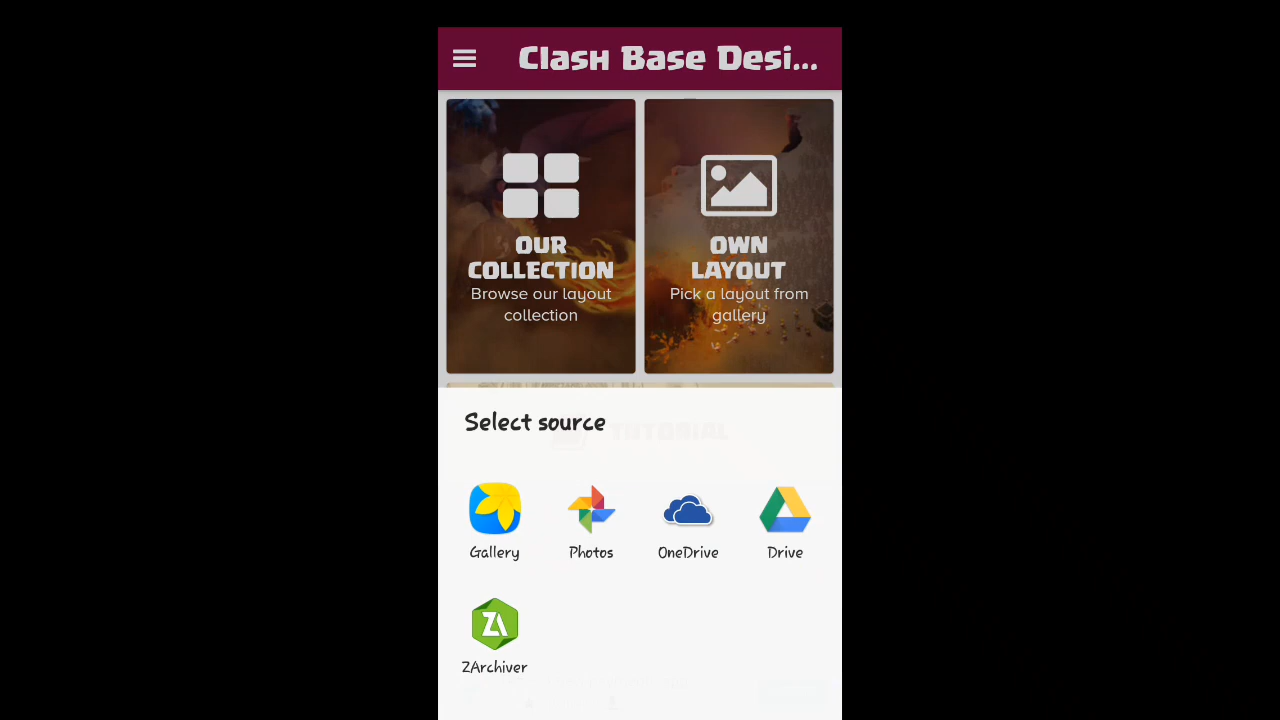 Clash Base Desi...
OUR
COLLECTION
Browse our layout
collection
OWN
LAYOUT
Pick a layout from
gallery
TUTORIAL
Select source
Gallery
Photos
OneDrive
Drive
ZArchiver